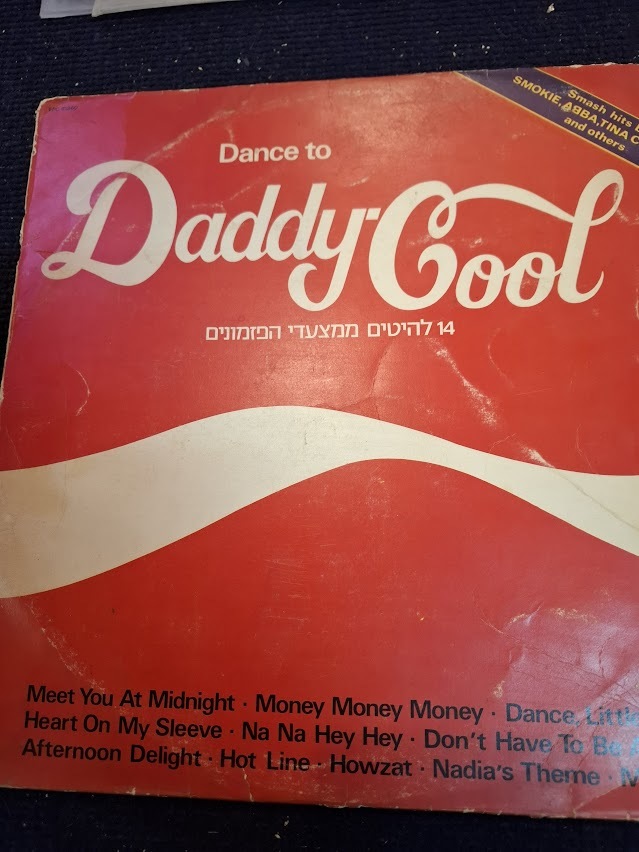 Smash hits
SMOKIE, ABBA, TINA C
and others
Dance to
Daddy Cool
14 להיטים ממצעדי הפזמונים
Meet You At Midnight · Money Money Money · Dance, Little
Heart On My Sleeve · Na Na Hey Hey · Don't Have To Be
Afternoon Delight · Hot Line · Howzat · Nadia's Theme · M